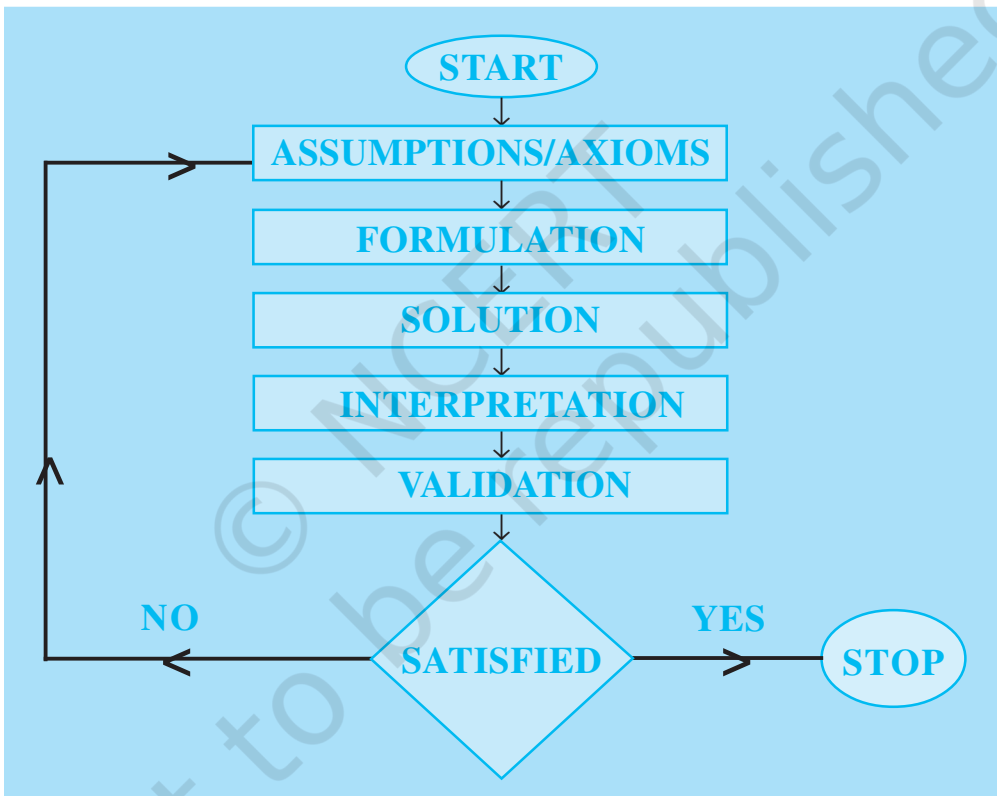 START
ASSUMPTIONS/AXIOMS
FORMULATION
SOLUTION
INTERPRETATION
VALIDATION
NO
YES
SATISFIED
STOP
© NCERT
t to be republished